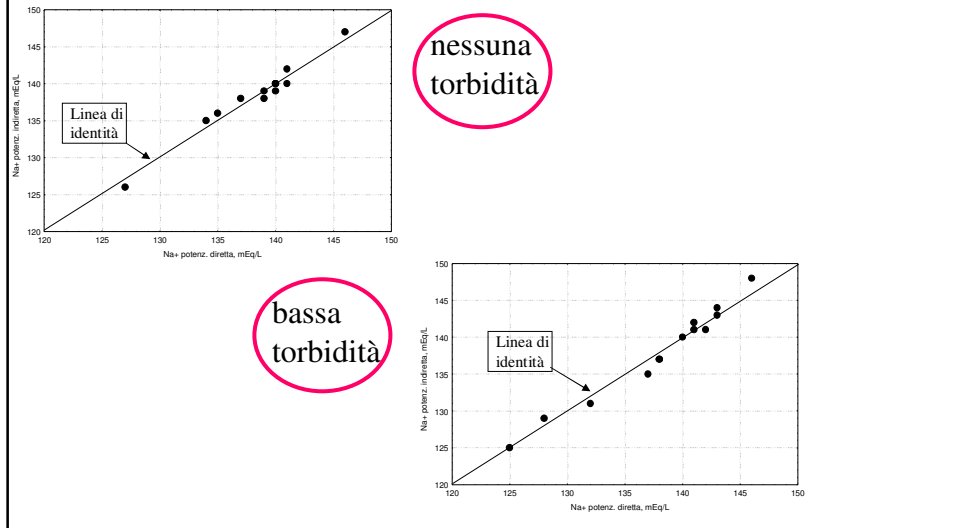 150
145
140
135
130
125
120
120 125 130 135 140 145 150
Na+ potenz. indiretta, mEq/L
Na+ potenz. diretta, mEq/L
Linea di
identità
nessuna
torbidità
bassa
torbidità
150
145
140
135
130
125
120
120 125 130 135 140 145 150
Na+ potenz. indiretta, mEq/L
Na+ potenz. diretta, mEq/L
Linea di
identità